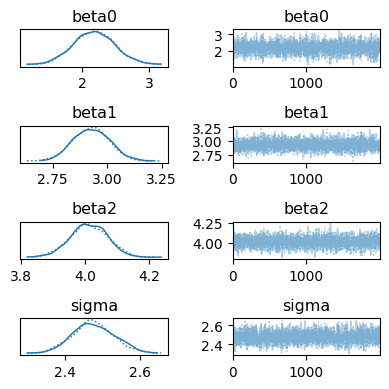 beta0 beta0
3
2
2 3 0 1000
beta1 beta1
3.25
3.00
2.75
2.75 3.00 3.25 0 1000
beta2 beta2
4.25
4.00
3.8 4.0 4.2 0 1000
sigma sigma
2.6
2.4
2.4 2.6 0 1000